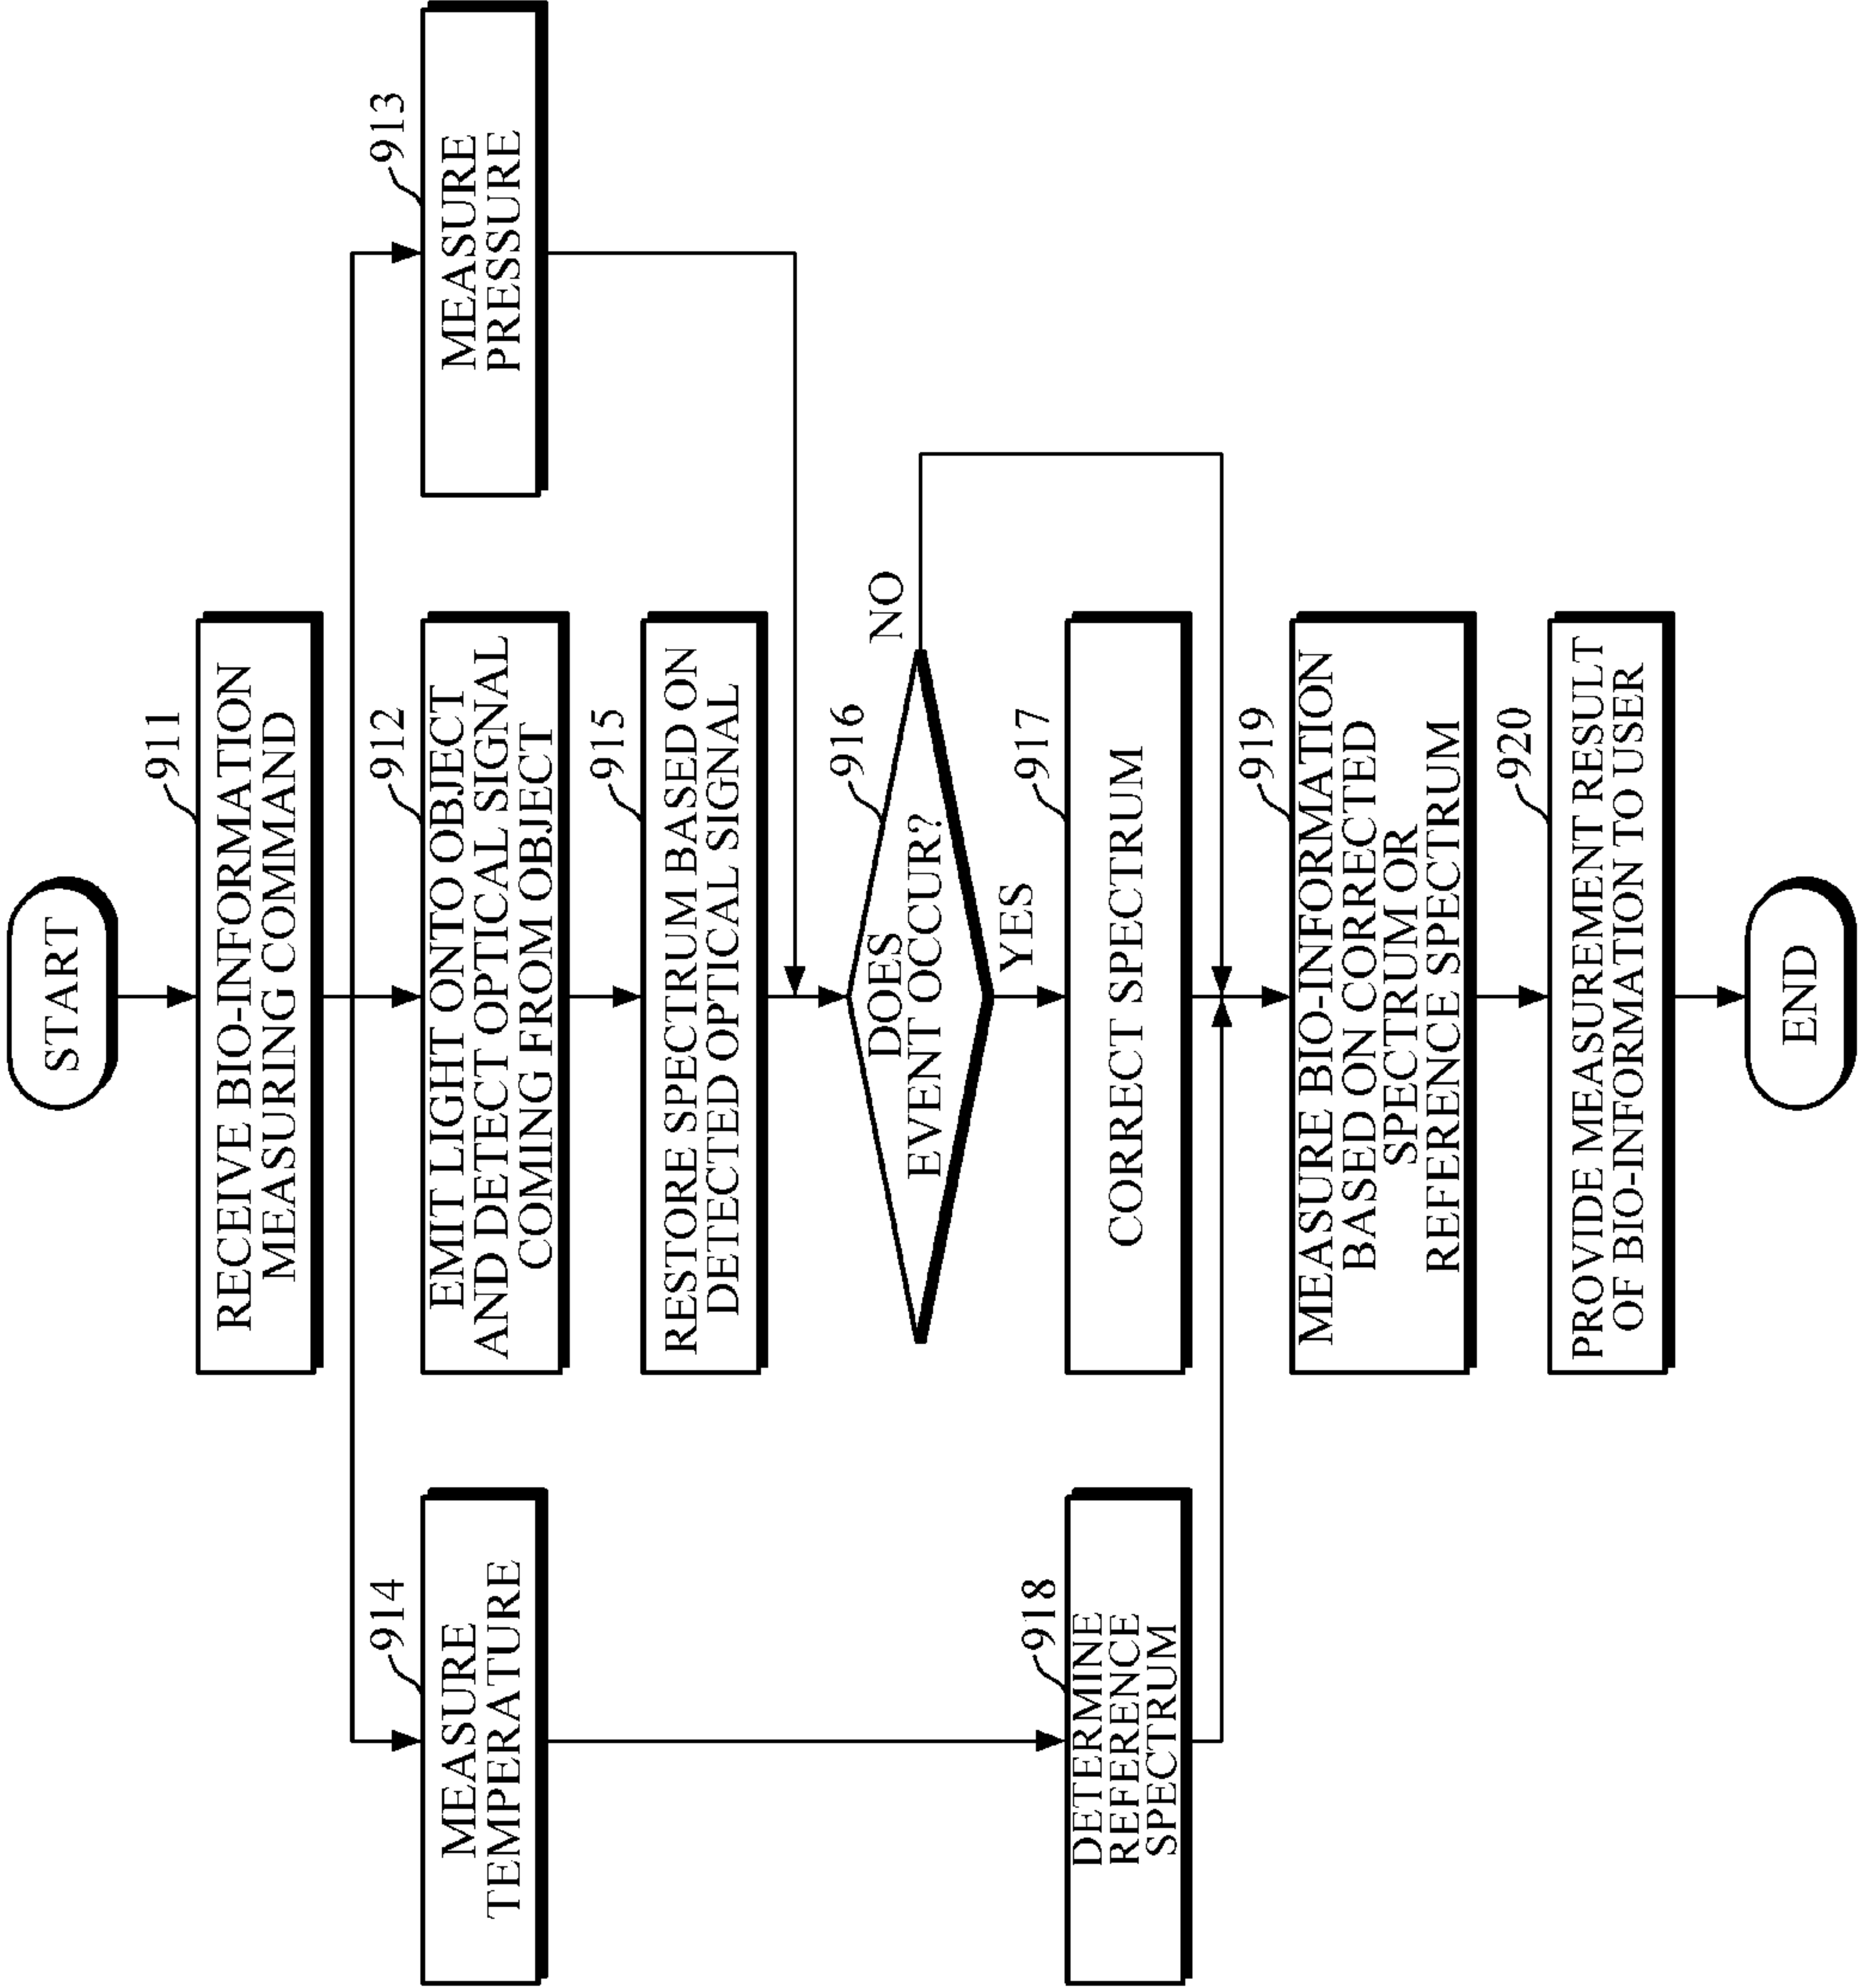 START
911
RECEIVE BIO-INFORMATION
MEASURING COMMAND
914
MEASURE
TEMPERATURE
912
EMIT LIGHT ONTO OBJECT
AND DETECT OPTICAL SIGNAL
COMING FROM OBJECT
913
MEASURE
PRESSURE
915
RESTORE SPECTRUM BASED ON
DETECTED OPTICAL SIGNAL
916
DOES
EVENT OCCUR?
NO
YES
918
DETERMINE
REFERENCE
SPECTRUM
917
CORRECT SPECTRUM
919
MEASURE BIO-INFORMATION
BASED ON CORRECTED
SPECTRUM OR
REFERENCE SPECTRUM
920
PROVIDE MEASUREMENT RESULT
OF BIO-INFORMATION TO USER
END